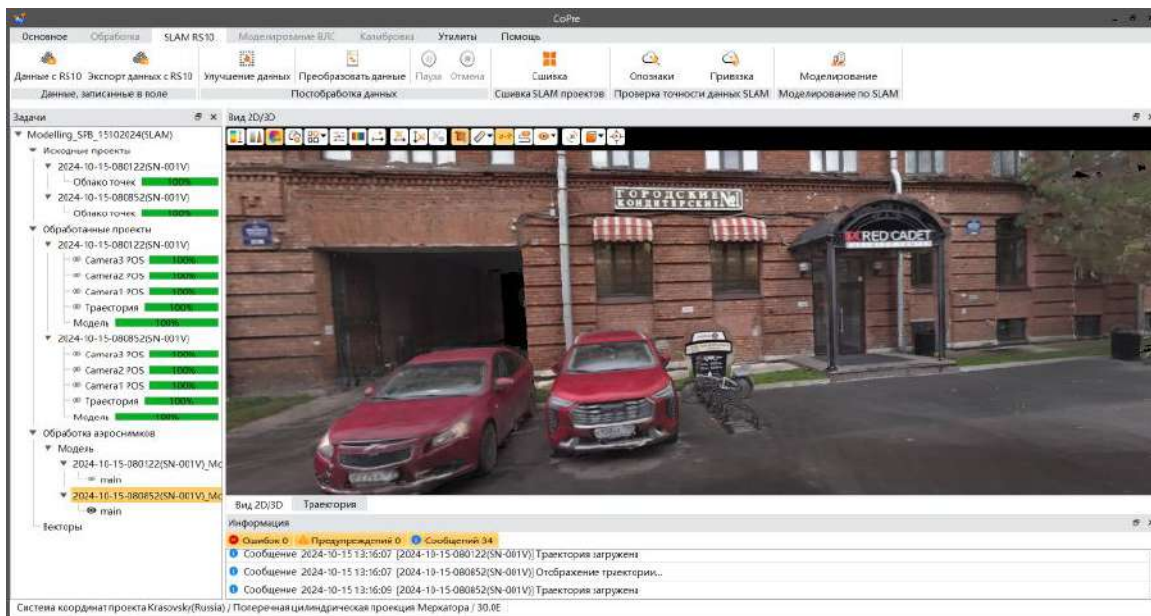 CoPre
Основное Обработка SLAM RS10 Моделирование ВЛС Калибровка Утилиты Помощь
Данные с RS10 Экспорт данных с RS10 Улучшение данных Преобразовать данные Пауза Отмена Сшивка Опознаки Привязка Моделирование
Данные, записанные в поле Постобработка данных Сшивка SLAM проектов Проверка точности данных SLAM Моделирование по SLAM
Задачи
Вид 2D/3D
Modelling_SPB_15102024(SLAM)
Исходные проекты
2024-10-15-080122(SN-001V)
Облако точек 100%
2024-10-15-080852(SN-001V)
Облако точек 100%
Обработанные проекты
2024-10-15-080122(SN-001V)
Camera3 POS 100%
Camera2 POS 100%
Camera1 POS 100%
Траектория 100%
Модель 100%
2024-10-15-080852(SN-001V)
Camera3 POS 100%
Camera2 POS 100%
Camera1 POS 100%
Траектория 100%
Модель 100%
Обработка аэроснимков
Модель
2024-10-15-080122(SN-001V)_Mo
main
2024-10-15-080852(SN-001V)_Mo
main
Векторы
ГОРОДСКИЕ
КОНДИТЕРСКИЕ №1
RED CADET
Вид 2D/3D Траектория
Информация
Ошибок 0 Предупреждений 0 Сообщений 34
Сообщение 2024-10-15 13:16:07 [2024-10-15-080122(SN-001V)] Траектория загружена
Сообщение 2024-10-15 13:16:07 [2024-10-15-080852(SN-001V)] Отображение траектории...
Сообщение 2024-10-15 13:16:09 [2024-10-15-080852(SN-001V)] Траектория загружена
Система координат проекта Krasovsky(Russia) / Поперечная цилиндрическая проекция Меркатора / 30.0E